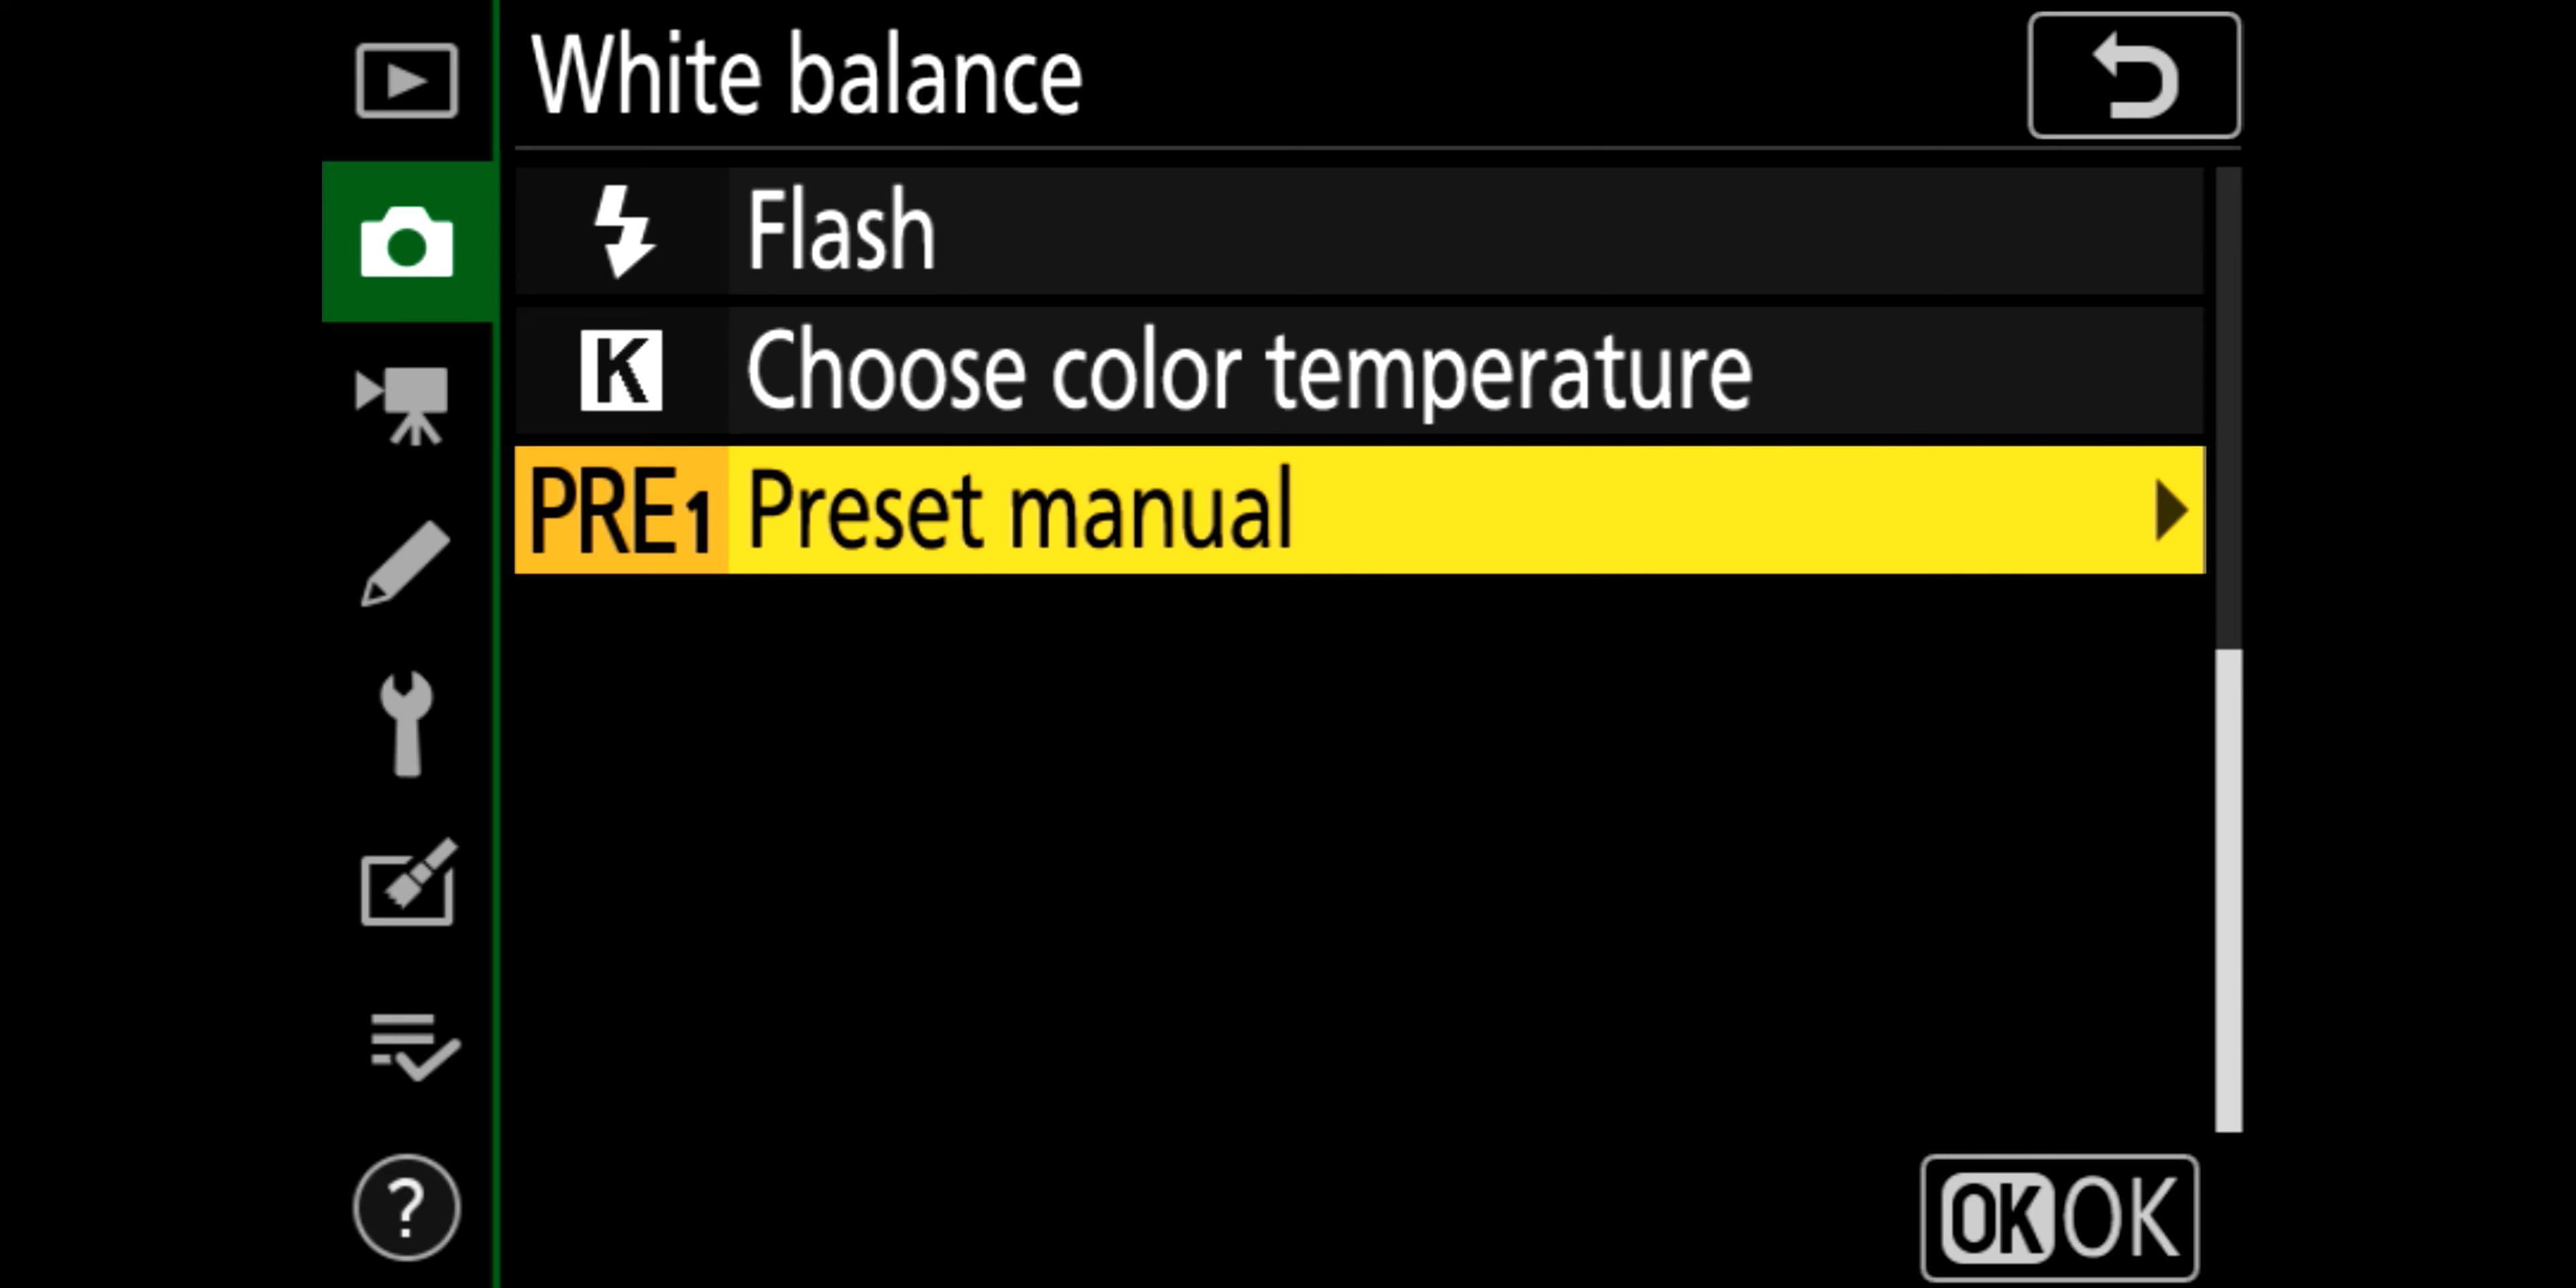 White balance
Flash
K Choose color temperature
PRE1 Preset manual
?
OK OK